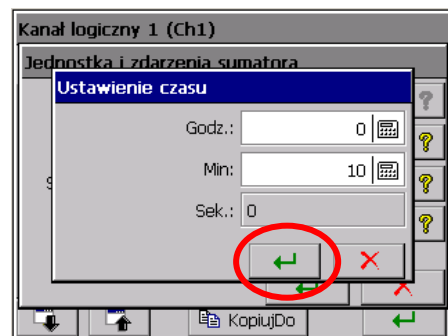 Kanał logiczny 1 (Ch1)
Jednostka i zdarzenia sumatora
Ustawienie czasu
Godz.: 0
Min: 10
Sek.: 0
KopiujDo